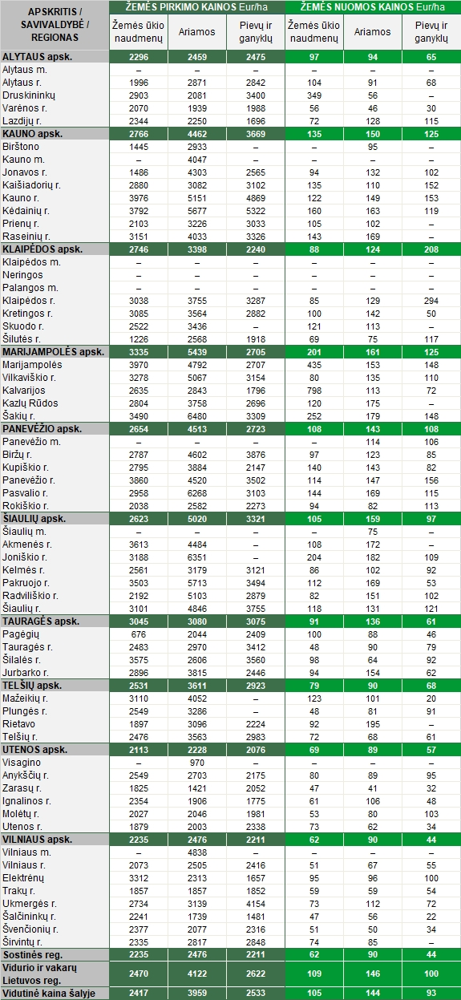 APSKRITIS / SAVIVALDYBĖ / REGIONAS ŽEMĖS PIRKIMO KAINOS Eur/ha ŽEMĖS NUOMOS KAINOS Eur/ha
Žemės ūkio naudmenų Ariamos Pievų ir ganyklų Žemės ūkio naudmenų Ariamos Pievų ir ganyklų
ALYTAUS apsk. 2296 2459 2475 97 94 65
Alytaus m. – – – – – –
Alytaus r. 1996 2871 2842 104 91 68
Druskininkų 2903 2081 3400 349 56 –
Varėnos r. 2070 1939 1988 56 46 30
Lazdijų r. 2344 2250 1696 72 128 115
KAUNO apsk. 2766 4462 3669 135 150 125
Birštono 1445 2933 – – 95 –
Kauno m. – 4047 – – – –
Jonavos r. 1486 4303 2565 94 132 102
Kaišiadorių r. 2880 3082 3102 135 110 152
Kauno r. 3976 5151 4869 122 149 153
Kėdainių r. 3792 5677 5322 160 163 119
Prienų r. 2103 3226 3033 105 102 –
Raseinių r. 3151 4033 3326 143 169 –
KLAIPĖDOS apsk. 2746 3398 2240 88 124 208
Klaipėdos m. – – – – – –
Neringos – – – – – –
Palangos m. – – – – – –
Klaipėdos r. 3038 3755 3287 85 129 294
Kretingos r. 3085 3564 2882 100 142 50
Skuodo r. 2522 3436 – 121 113 –
Šilutės r. 1226 2568 1918 69 75 117
MARIJAMPOLĖS apsk. 3335 5439 2705 201 161 125
Marijampolės 3970 4792 2707 435 153 148
Vilkaviškio r. 3278 5067 3154 80 135 110
Kalvarijos 2635 2843 1796 798 113 72
Kazlų Rūdos 2804 3758 2696 120 175 –
Šakių r. 3490 6480 3309 252 179 148
PANEVĖŽIO apsk. 2654 4513 2723 108 143 108
Panevėžio m. – – – – 114 106
Biržų r. 2787 4602 3876 97 123 85
Kupiškio r. 2795 3884 2147 140 143 82
Panevėžio r. 3860 4520 3502 114 147 156
Pasvalio r. 2958 6268 3103 144 169 115
Rokiškio r. 2038 2582 2273 94 82 113
ŠIAULIŲ apsk. 2623 5020 3321 105 159 97
Šiaulių m. – – – – 75 –
Akmenės r. 3613 4484 – 108 172 –
Joniškio r. 3188 6351 – 204 182 109
Kelmės r. 2561 3179 3121 86 102 92
Pakruojo r. 3503 5713 3494 112 169 53
Radviliškio r. 2192 5103 2879 82 151 102
Šiaulių r. 3101 4846 3755 118 131 121
TAURAGĖS apsk. 3045 3080 3075 91 136 61
Pagėgių 676 2044 2409 100 88 46
Tauragės r. 2483 2970 3412 48 90 79
Šilalės r. 3575 2606 3560 98 64 92
Jurbarko r. 2896 3815 2446 94 154 62
TELŠIŲ apsk. 2531 3611 2923 79 90 68
Mažeikių r. 3110 4052 – 123 101 20
Plungės r. 2549 3286 – 48 81 91
Rietavo 1897 3096 2224 92 195 –
Telšių r. 2476 3563 2983 72 68 61
UTENOS apsk. 2113 2228 2076 69 89 57
Visagino – 970 – – – –
Anykščių r. 2549 2703 2175 80 89 95
Zarasų r. 1825 1421 2052 47 41 32
Ignalinos r. 2354 1906 1775 61 106 48
Molėtų r. 2027 2046 1981 53 80 103
Utenos r. 1879 2003 2338 73 62 34
VILNIAUS apsk. 2235 2476 2211 62 90 44
Vilniaus m. – 4838 – – – –
Vilniaus r. 2073 2505 2416 51 67 55
Elektrėnų 3312 2313 1657 95 96 100
Trakų r. 1857 1857 1852 59 59 54
Ukmergės r. 2734 3139 4154 73 112 72
Šalčininkų r. 2241 1739 1481 47 56 22
Švenčionių r. 2377 2077 2316 51 50 34
Širvintų r. 2335 2817 2848 74 85 –
Sostinės reg. 2235 2476 2211 62 90 44
Vidurio ir vakarų Lietuvos reg. 2470 4122 2622 109 146 100
Vidutinė kaina šalyje 2417 3959 2533 105 144 93